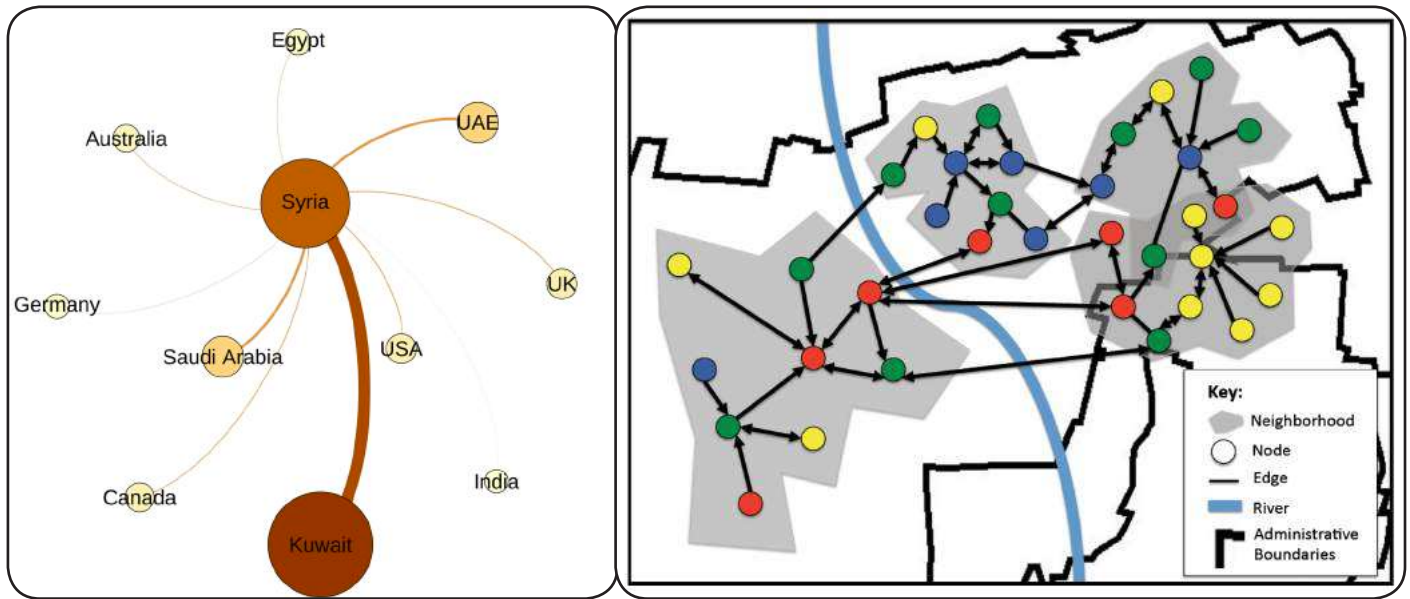 Egypt
UAE
Australia
Syria
UK
Germany
USA
Saudi Arabia
India
Canada
Kuwait
Key:
Neighborhood
Node
Edge
River
Administrative
Boundaries